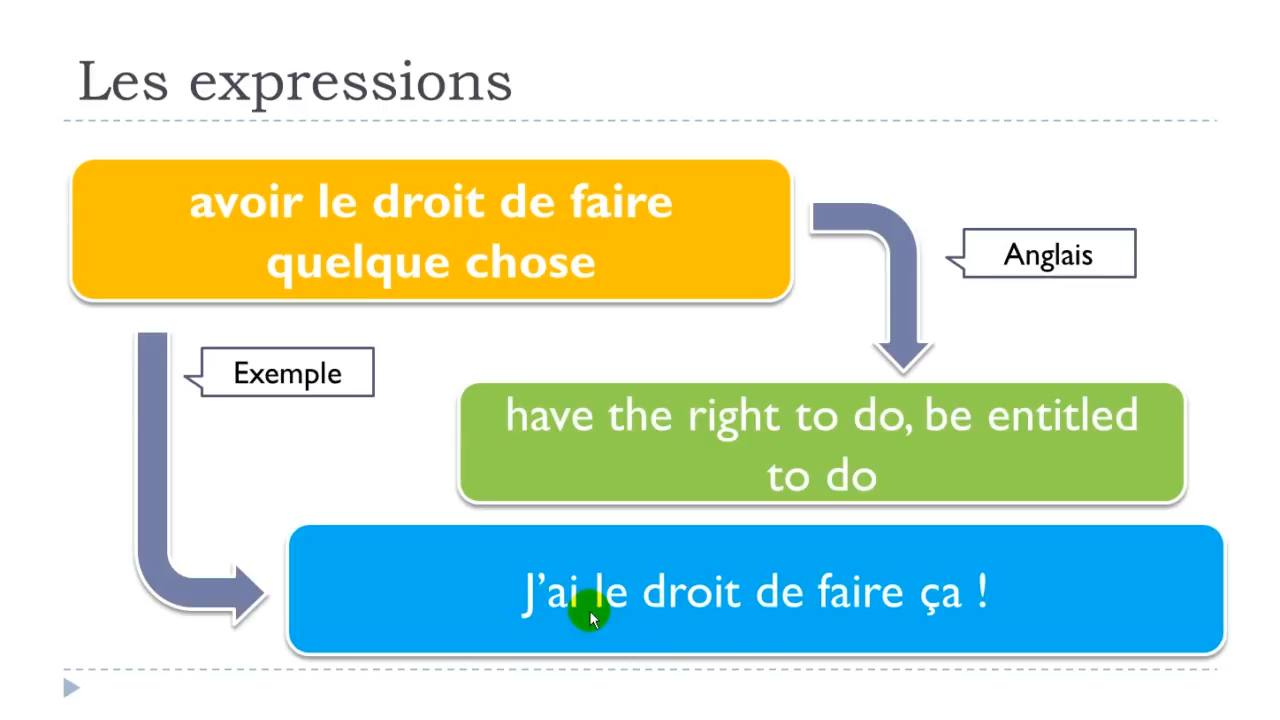 Les expressions
avoir le droit de faire
quelque chose
Anglais
Exemple
have the right to do, be entitled
to do
J’ai le droit de faire ça !